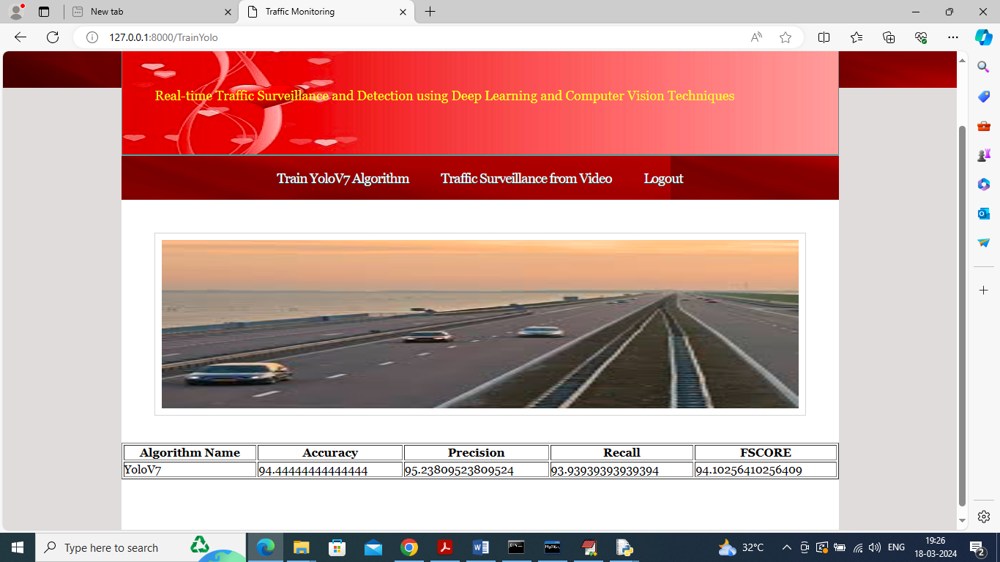 New tab
Traffic Monitoring
127.0.0.1:8000/TrainYolo
Real-time Traffic Surveillance and Detection using Deep Learning and Computer Vision Techniques
Train YoloV7 Algorithm Traffic Surveillance from Video Logout
Algorithm Name Accuracy Precision Recall FSCORE
YoloV7 94.44444444444444 95.23809523809524 93.93939393939394 94.10256410256409
Type here to search
32°C
ENG
19:26
18-03-2024
2